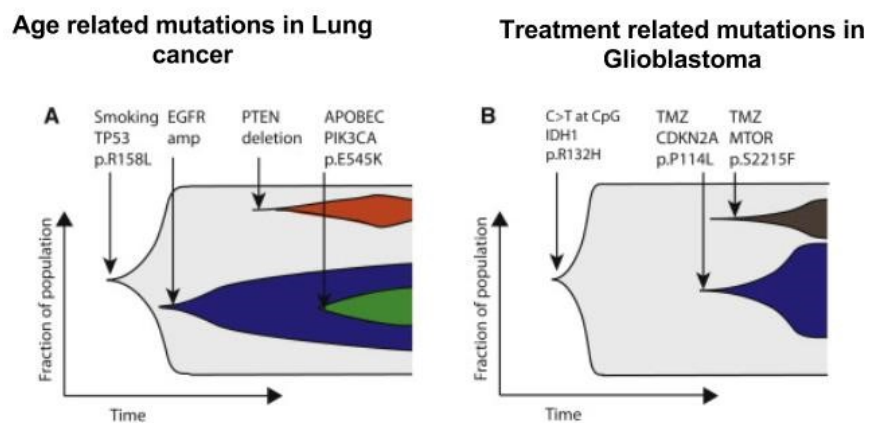 Age related mutations in Lung
cancer
Treatment related mutations in
Glioblastoma
A
Smoking
TP53
p.R158L
EGFR
amp
PTEN
deletion
APOBEC
PIK3CA
p.E545K
Fraction of population
Time
B
C>T at CpG
IDH1
p.R132H
TMZ
CDKN2A
p.P114L
TMZ
MTOR
p.S2215F
Fraction of population
Time